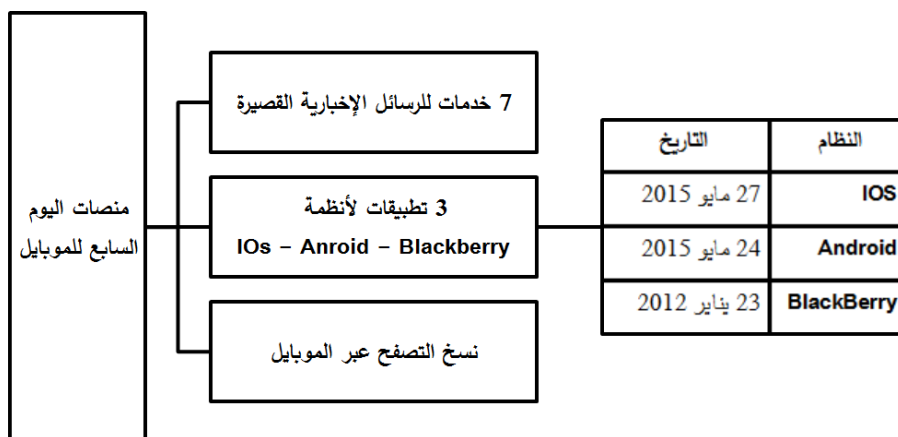 منصات اليوم
السابع للموبايل
7 خدمات للرسائل الإخبارية القصيرة
3 تطبيقات لأنظمة
IOs – Anroid – Blackberry
نسخ التصفح عبر الموبايل
النظام التاريخ
IOS 27 مايو 2015
Android 24 مايو 2015
BlackBerry 23 يناير 2012